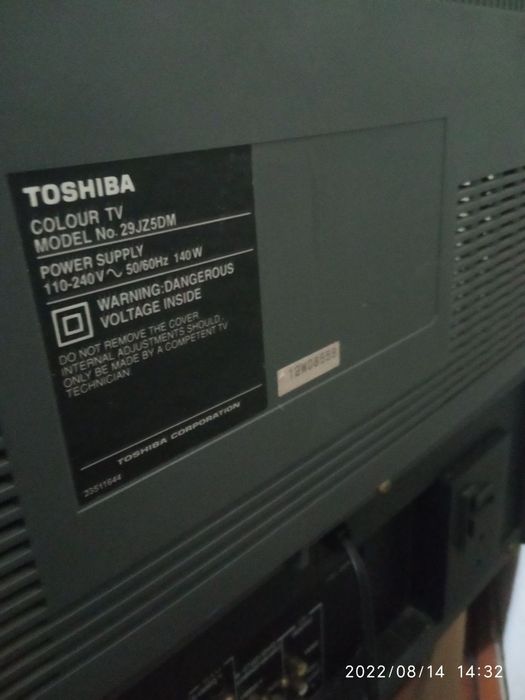 TOSHIBA
COLOUR TV
MODEL No. 29JZ5DM
POWER SUPPLY
110-240V ~ 50/60Hz 140W
WARNING: DANGEROUS
VOLTAGE INSIDE
DO NOT REMOVE THE COVER.
INTERNAL ADJUSTMENTS SHOULD
ONLY BE MADE BY A COMPETENT TV
TECHNICIAN.
TOSHIBA CORPORATION
23511644
2022/08/14 14:32